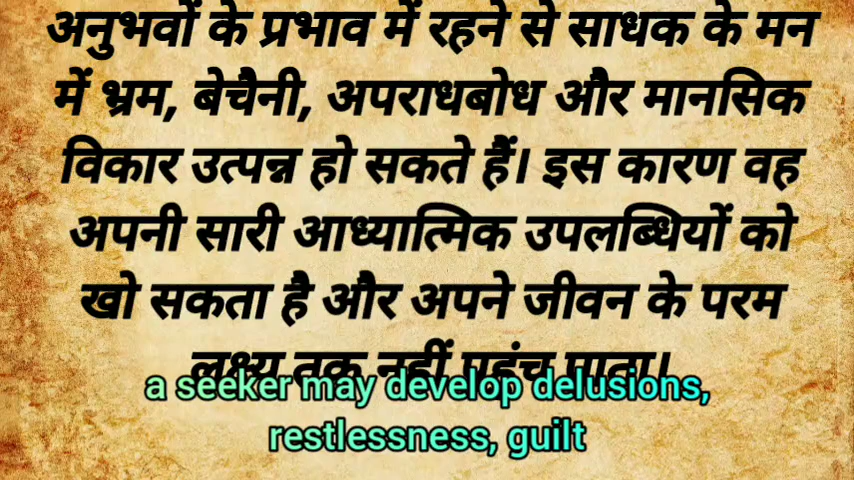 अनुभवों के प्रभाव में रहने से साधक के मन
में भ्रम, बेचैनी, अपराधबोध और मानसिक
विकार उत्पन्न हो सकते हैं। इस कारण वह
अपनी सारी आध्यात्मिक उपलब्धियों को
खो सकता है और अपने जीवन के परम
लक्ष्य तक नहीं पहुंच पाता।
a seeker may develop delusions,
restlessness, guilt